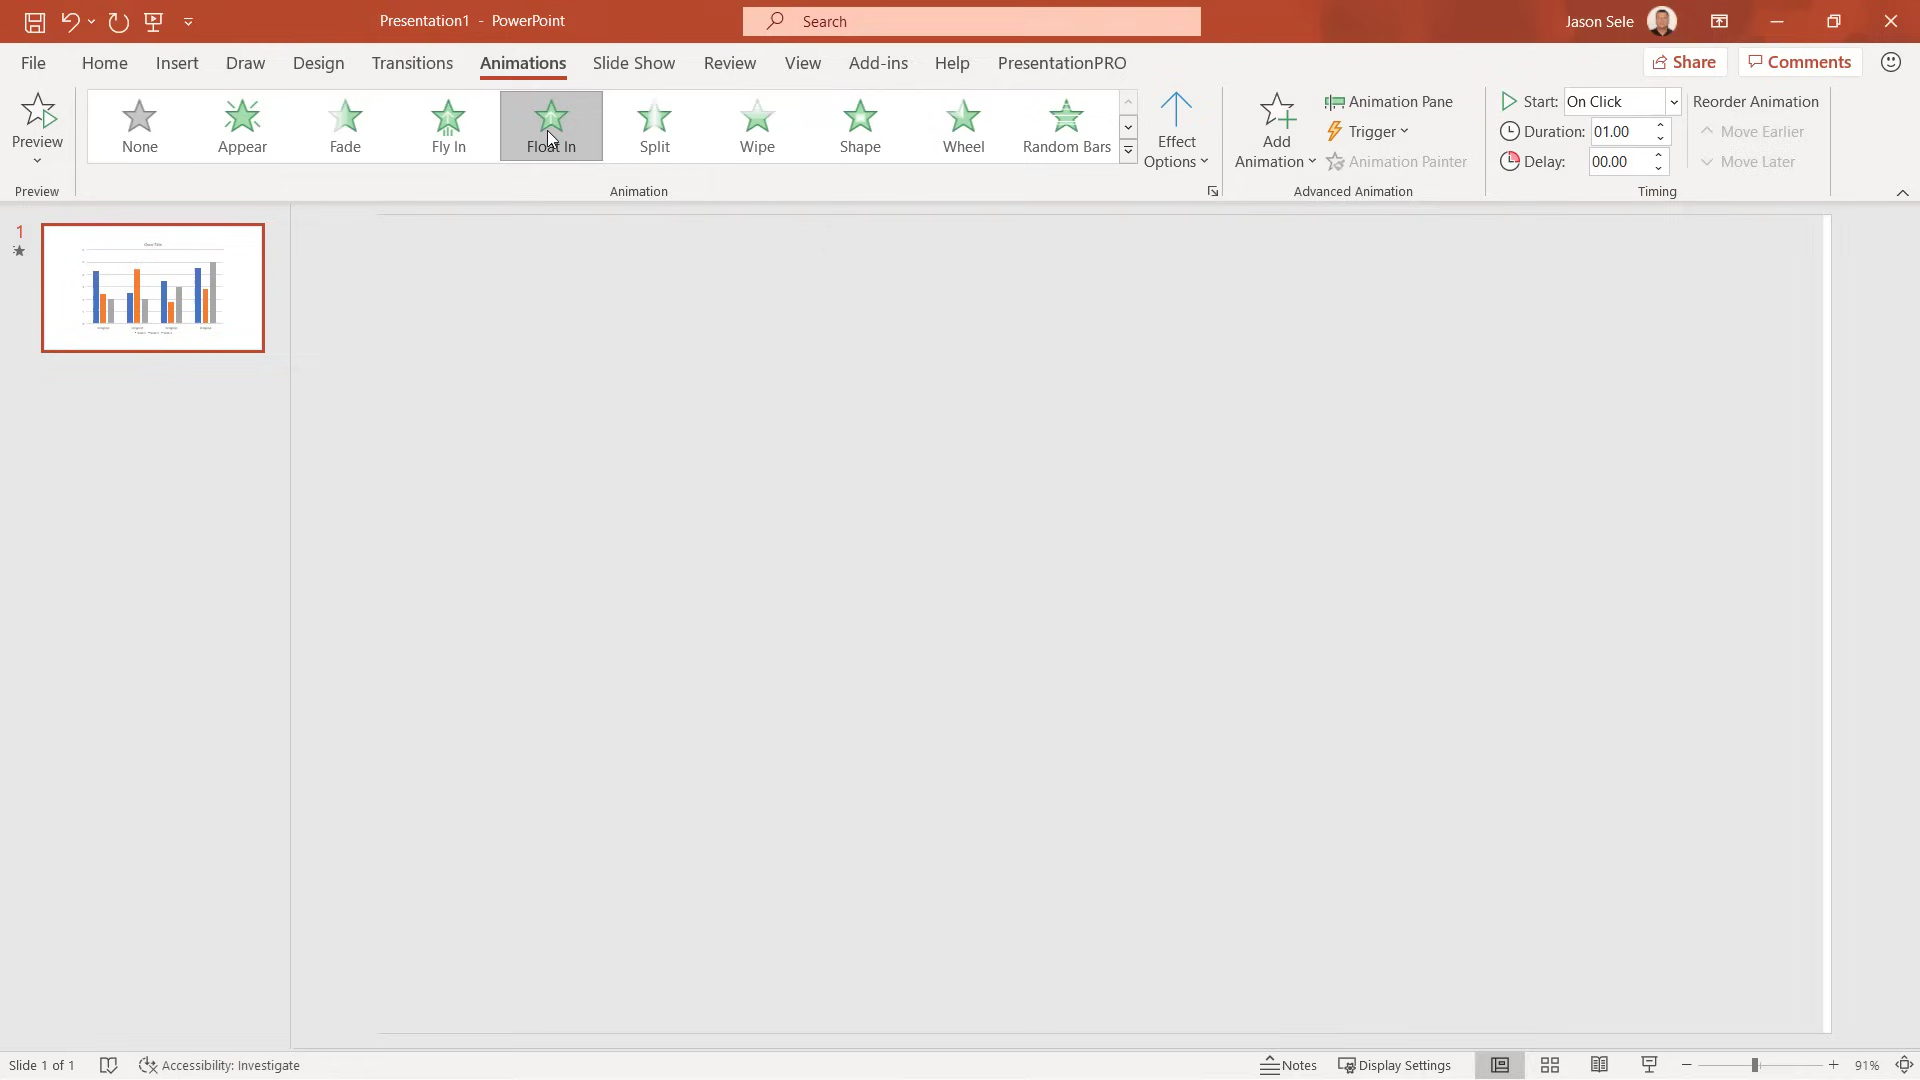 Presentation1 - PowerPoint
Search
Jason Sele
File Home Insert Draw Design Transitions Animations Slide Show Review View Add-ins Help PresentationPRO
Share Comments
Preview
None Appear Fade Fly In Float In Split Wipe Shape Wheel Random Bars
Effect Options
Add Animation
Animation Pane
Trigger
Animation Painter
Start: On Click
Duration: 01.00
Delay: 00.00
Reorder Animation
Move Earlier
Move Later
Preview Animation Advanced Animation Timing
1
Chart Title
Slide 1 of 1 Accessibility: Investigate Notes Display Settings 91%